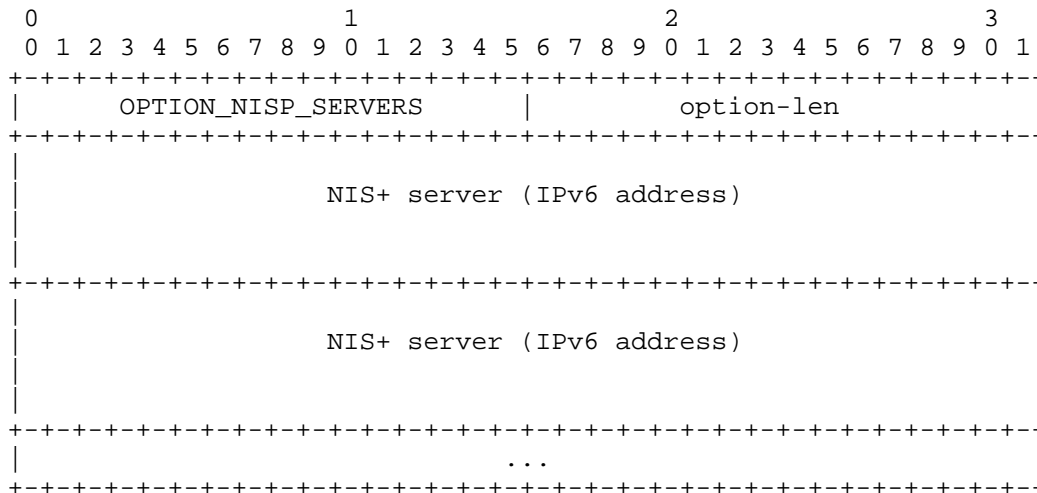 0                   1                   2                   3
 0 1 2 3 4 5 6 7 8 9 0 1 2 3 4 5 6 7 8 9 0 1 2 3 4 5 6 7 8 9 0 1
+-+-+-+-+-+-+-+-+-+-+-+-+-+-+-+-+-+-+-+-+-+-+-+-+-+-+-+-+-+-+-+--
|      OPTION_NISP_SERVERS      |         option-len
+-+-+-+-+-+-+-+-+-+-+-+-+-+-+-+-+-+-+-+-+-+-+-+-+-+-+-+-+-+-+-+--
|
|                   NIS+ server (IPv6 address)
|
|
+-+-+-+-+-+-+-+-+-+-+-+-+-+-+-+-+-+-+-+-+-+-+-+-+-+-+-+-+-+-+-+--
|
|                   NIS+ server (IPv6 address)
|
|
+-+-+-+-+-+-+-+-+-+-+-+-+-+-+-+-+-+-+-+-+-+-+-+-+-+-+-+-+-+-+-+--
|                              ...
+-+-+-+-+-+-+-+-+-+-+-+-+-+-+-+-+-+-+-+-+-+-+-+-+-+-+-+-+-+-+-+--